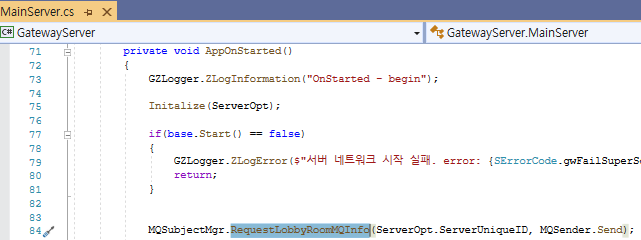 MainServer.cs
C# GatewayServer
GatewayServer.MainServer
71 private void AppOnStarted()
72 {
73 GZLogger.ZLogInformation("OnStarted - begin");
74
75 Initalize(ServerOpt);
76
77 if(base.Start() == false)
78 {
79 GZLogger.ZLogError($"서버 네트워크 시작 실패. error: {SErrorCode.gwFailSuperSo
80 return;
81 }
82
83
84 MQSubjectMgr.RequestLobbyRoomMQInfo(ServerOpt.ServerUniqueID, MQSender.Send);